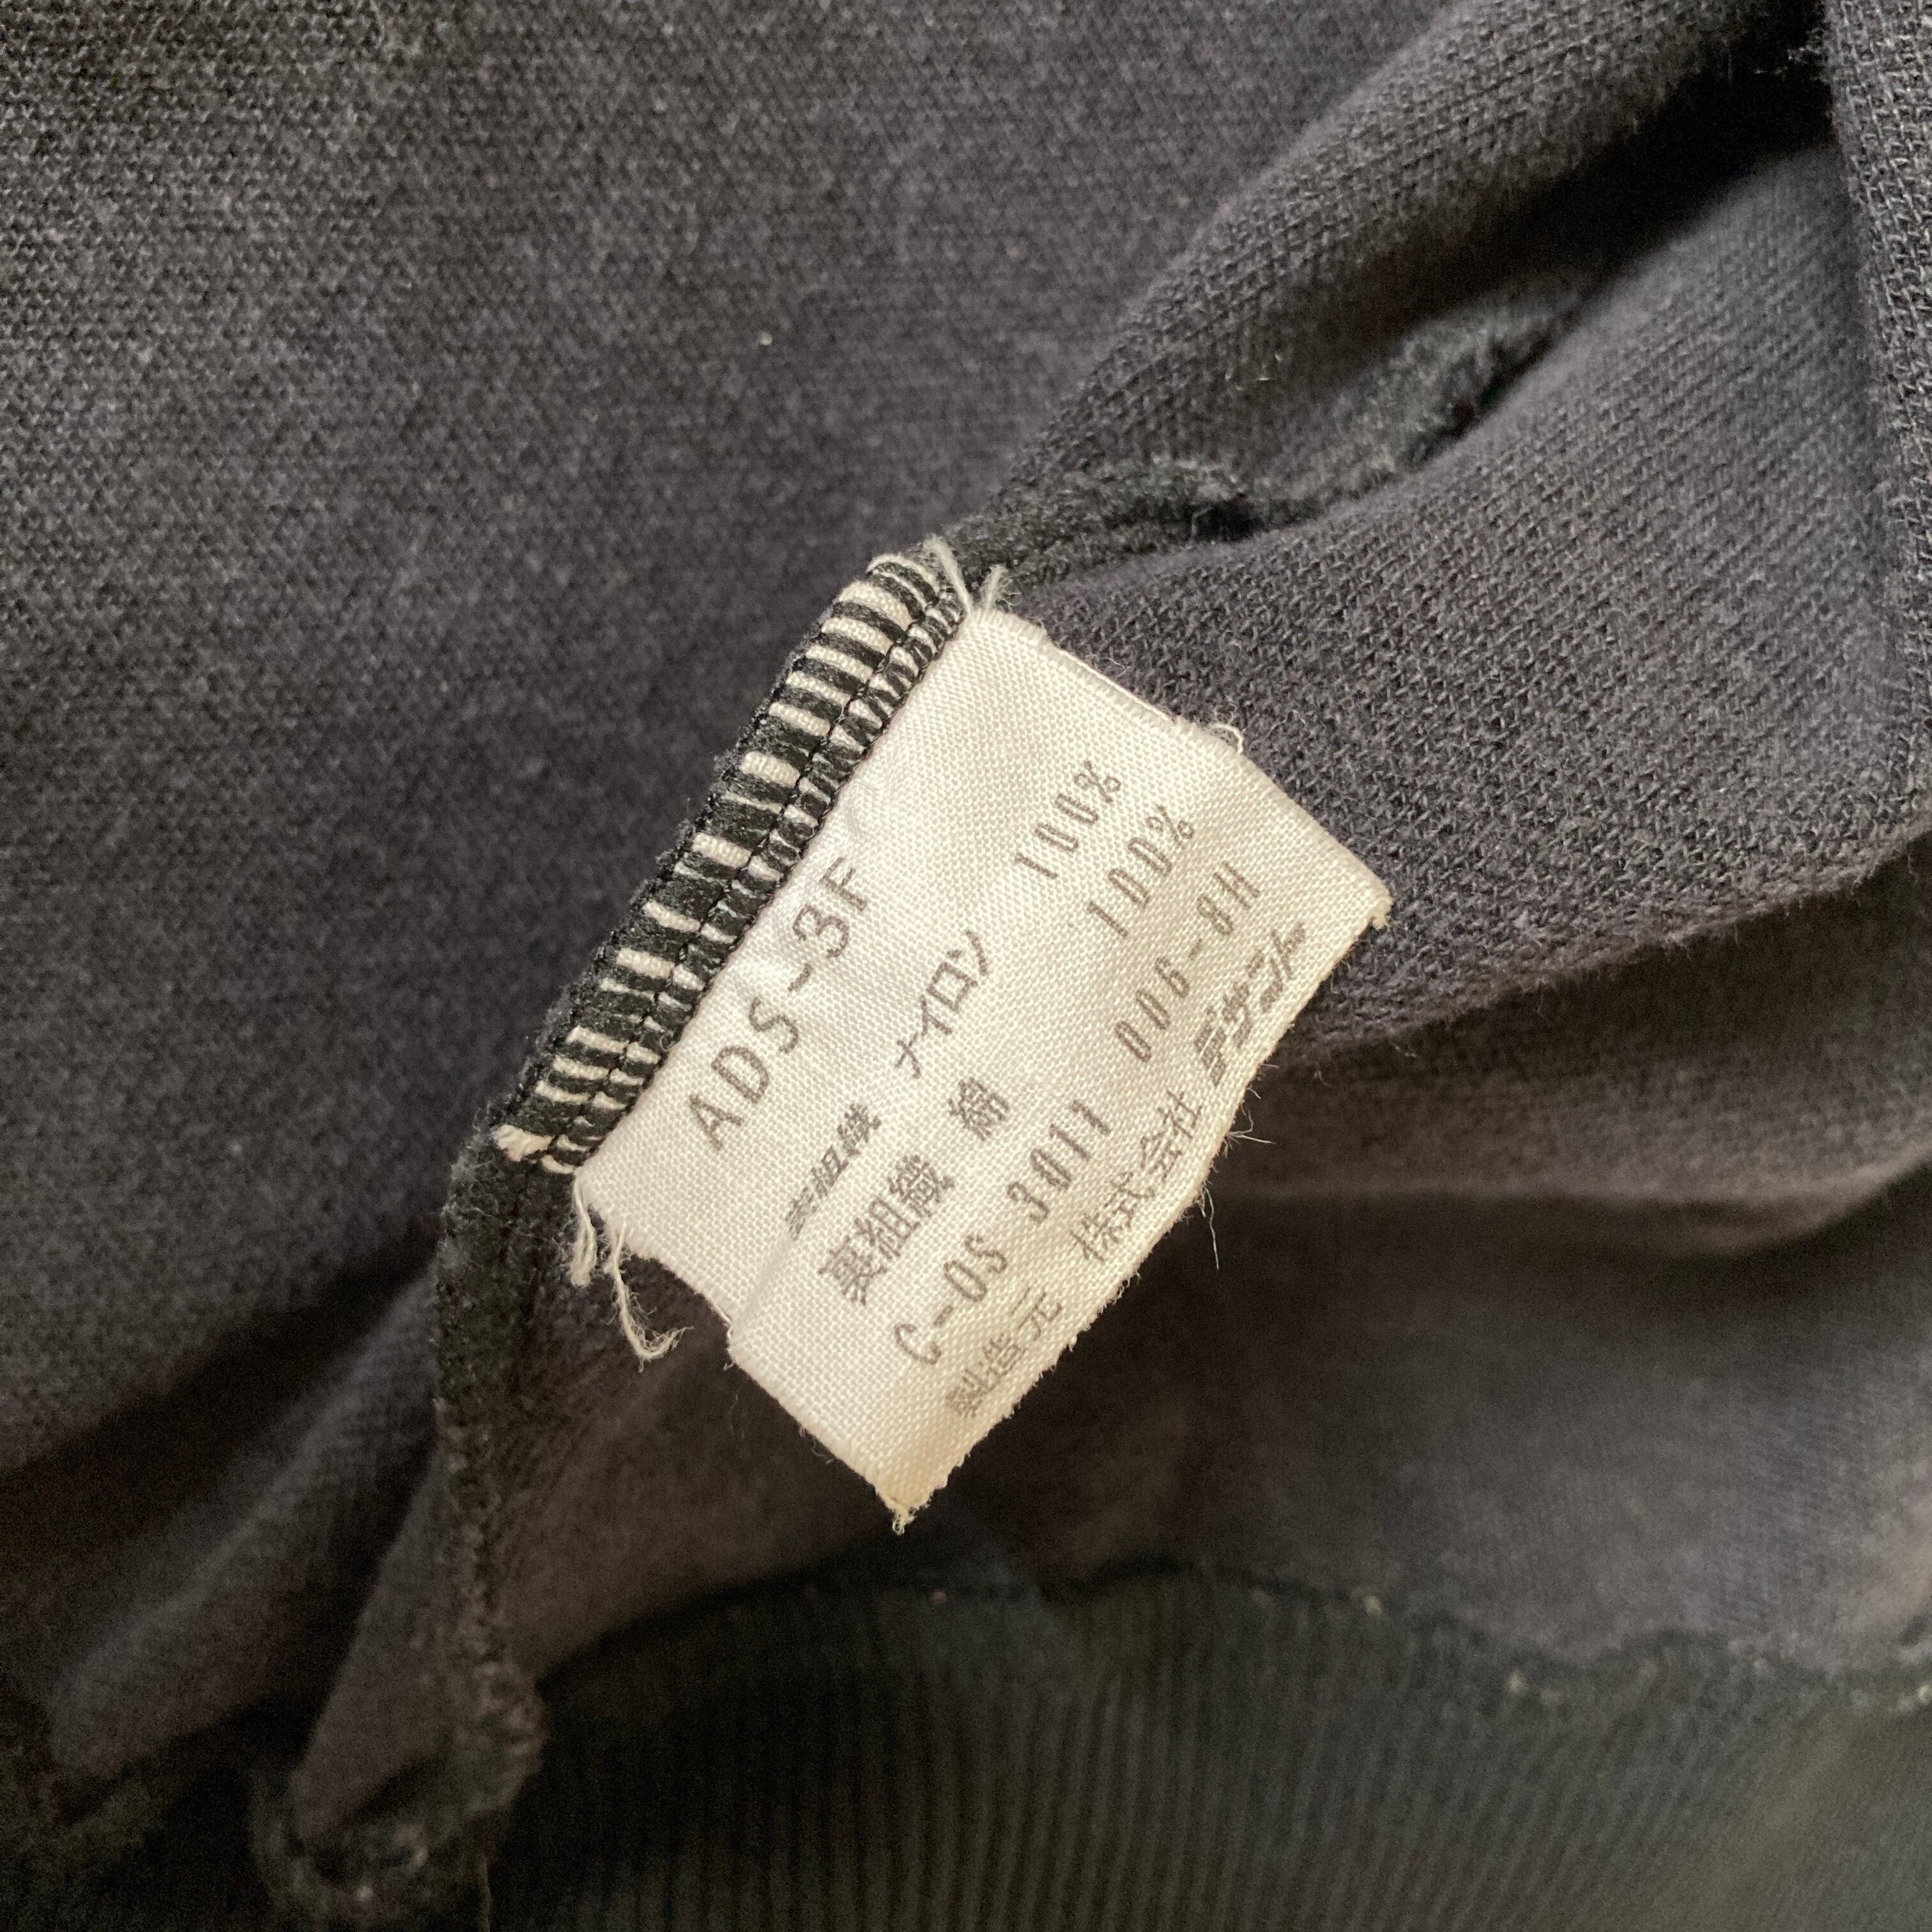 ADS-3F
表組織 ナイロン 100%
裏組織 綿 100%
C-OS 3011 006-8H
製造元 株式会社 デサント